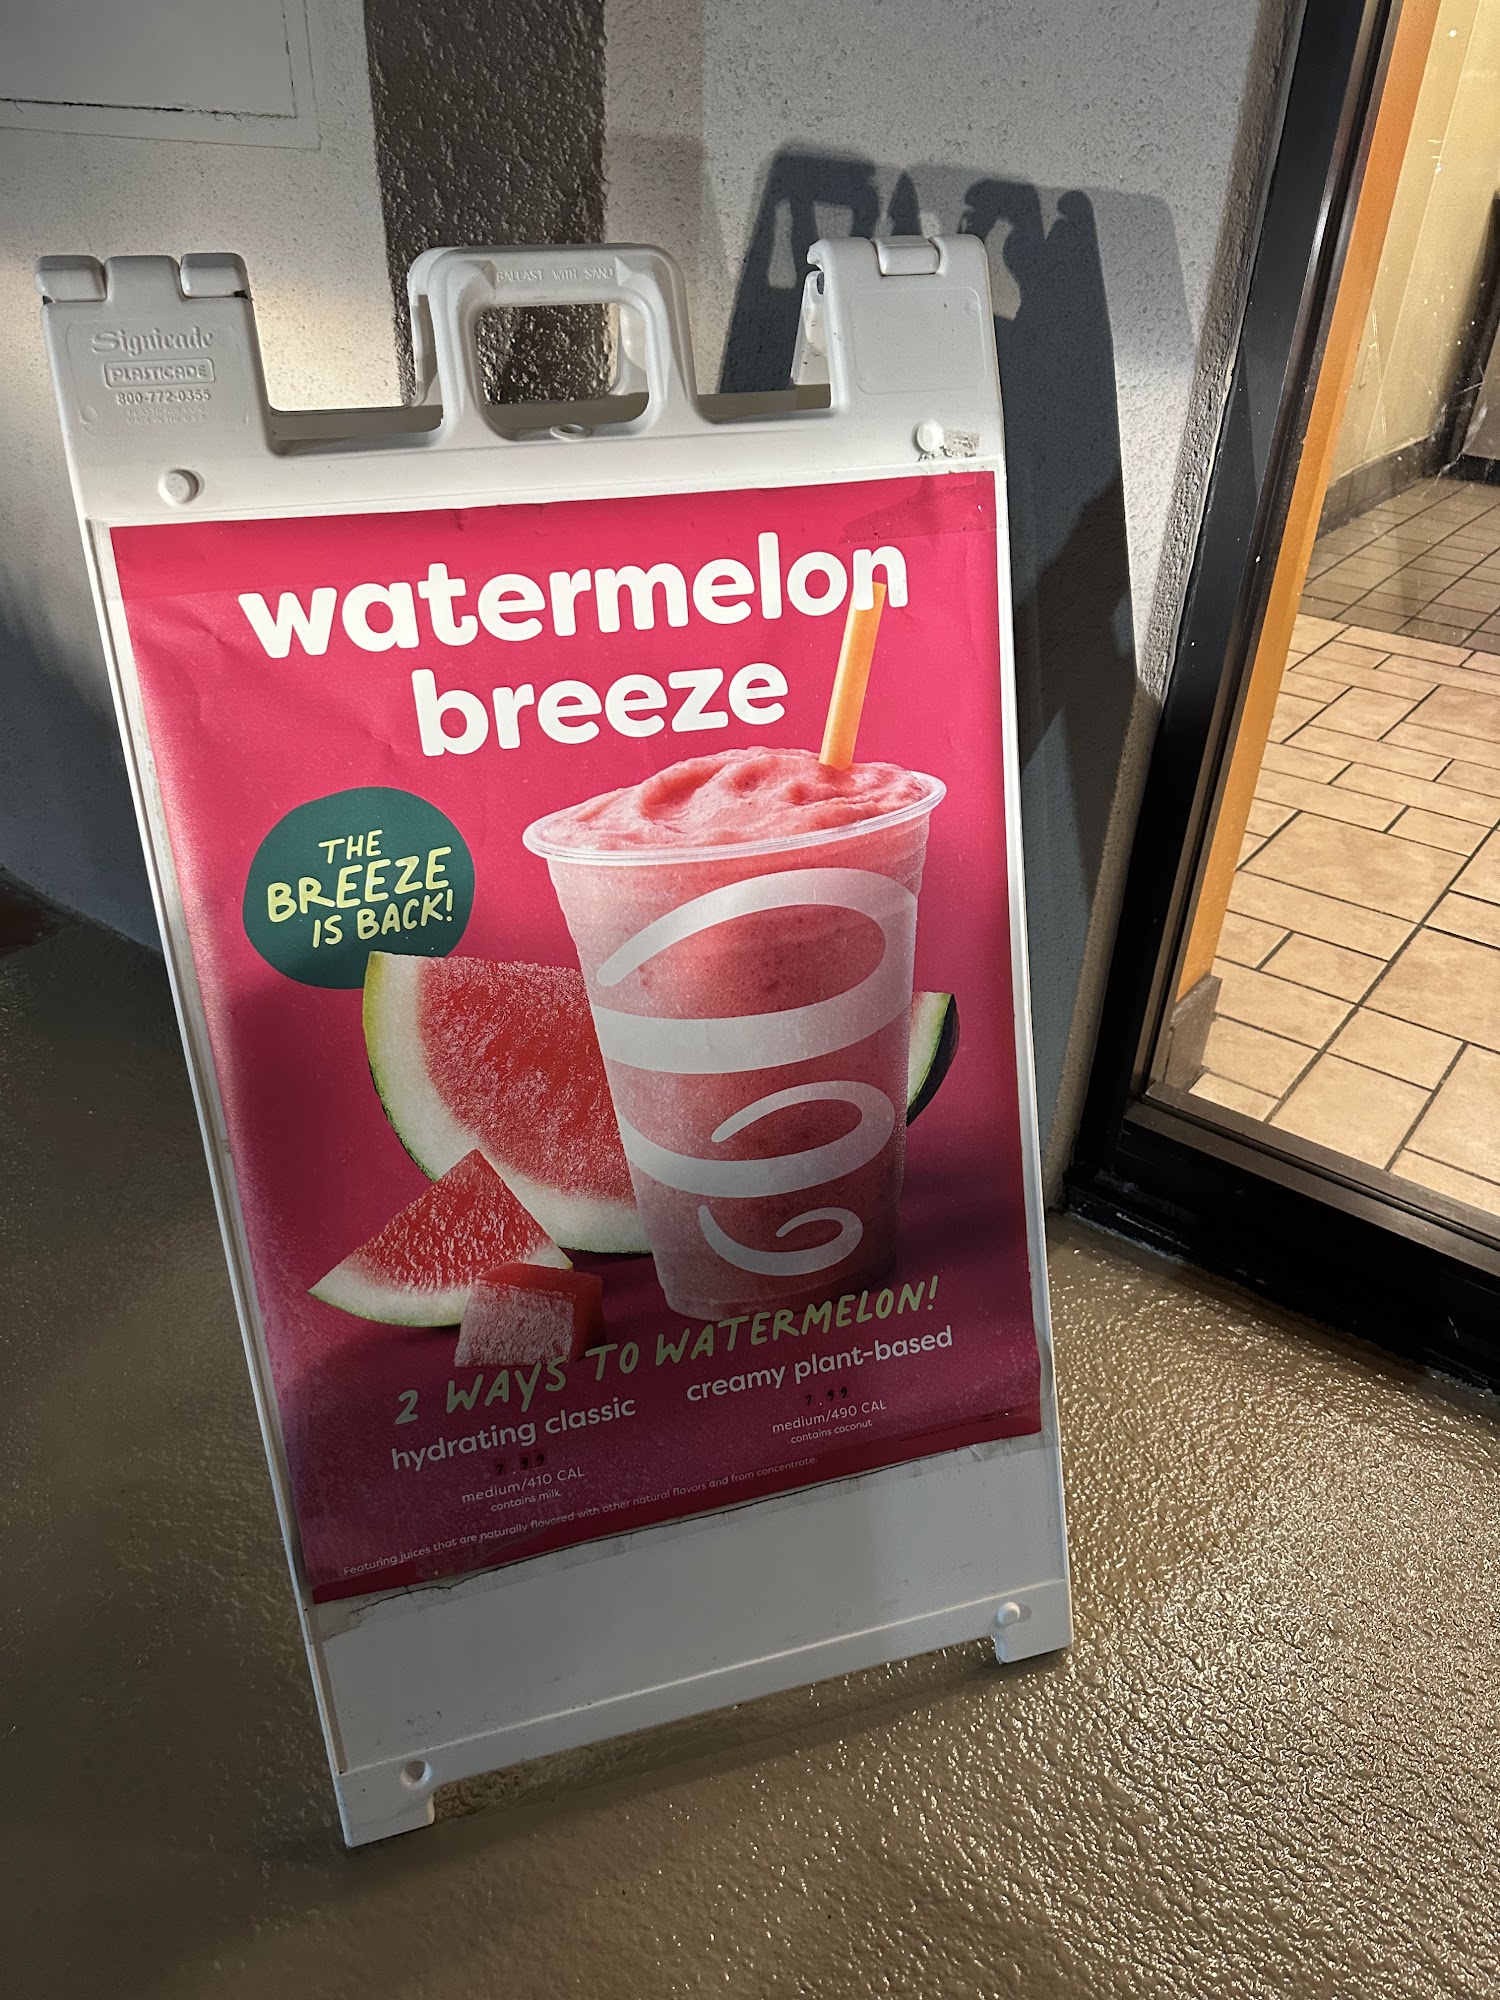 BALLAST WITH SAND
Signicade
PLASTICADE
800-772-0355
watermelon
breeze
THE
BREEZE
IS BACK!
2 WAYS TO WATERMELON!
hydrating classic
7.99
medium/410 CAL
contains milk
creamy plant-based
7.99
medium/490 CAL
contains coconut
Featuring juices that are naturally flavored with other natural flavors and from concentrate.